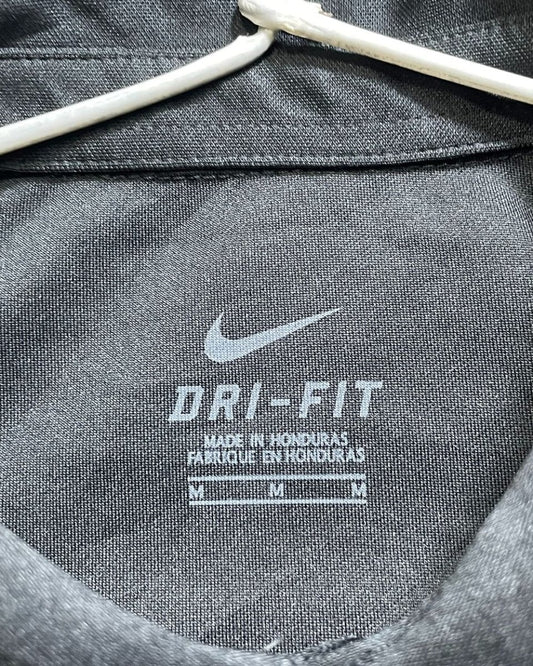 DRI-FIT
MADE IN HONDURAS
FABRIQUE EN HONDURAS
M M M